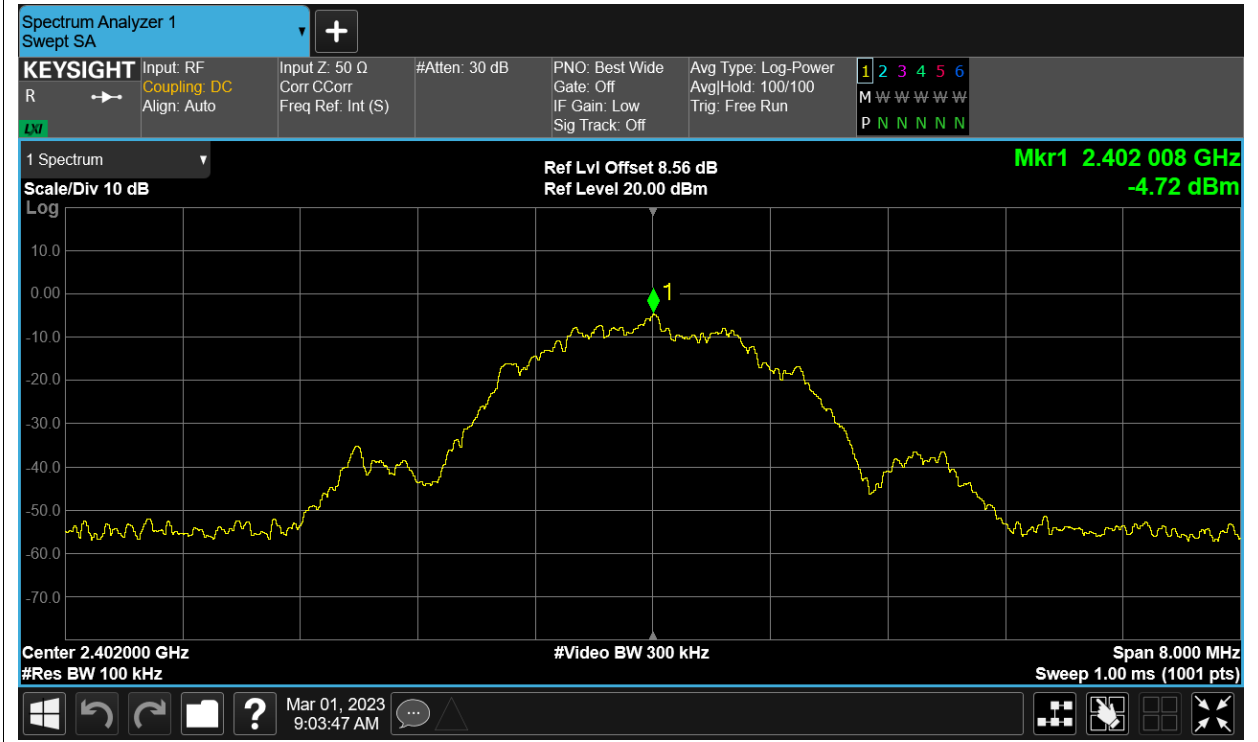 Spectrum Analyzer 1
Swept SA
+
KEYSIGHT
R
LXI
Input: RF
Coupling: DC
Align: Auto
Input Z: 50 Ω
Corr CCorr
Freq Ref: Int (S)
#Atten: 30 dB
PNO: Best Wide
Gate: Off
IF Gain: Low
Sig Track: Off
Avg Type: Log-Power
Avg|Hold: 100/100
Trig: Free Run
1 2 3 4 5 6
M W W W W W
P N N N N N
1 Spectrum
Scale/Div 10 dB
Log
Ref Lvl Offset 8.56 dB
Ref Level 20.00 dBm
Mkr1 2.402 008 GHz
-4.72 dBm
10.0
0.00
-10.0
-20.0
-30.0
-40.0
-50.0
-60.0
-70.0
1
Center 2.402000 GHz
#Res BW 100 kHz
#Video BW 300 kHz
Span 8.000 MHz
Sweep 1.00 ms (1001 pts)
?
Mar 01, 2023
9:03:47 AM